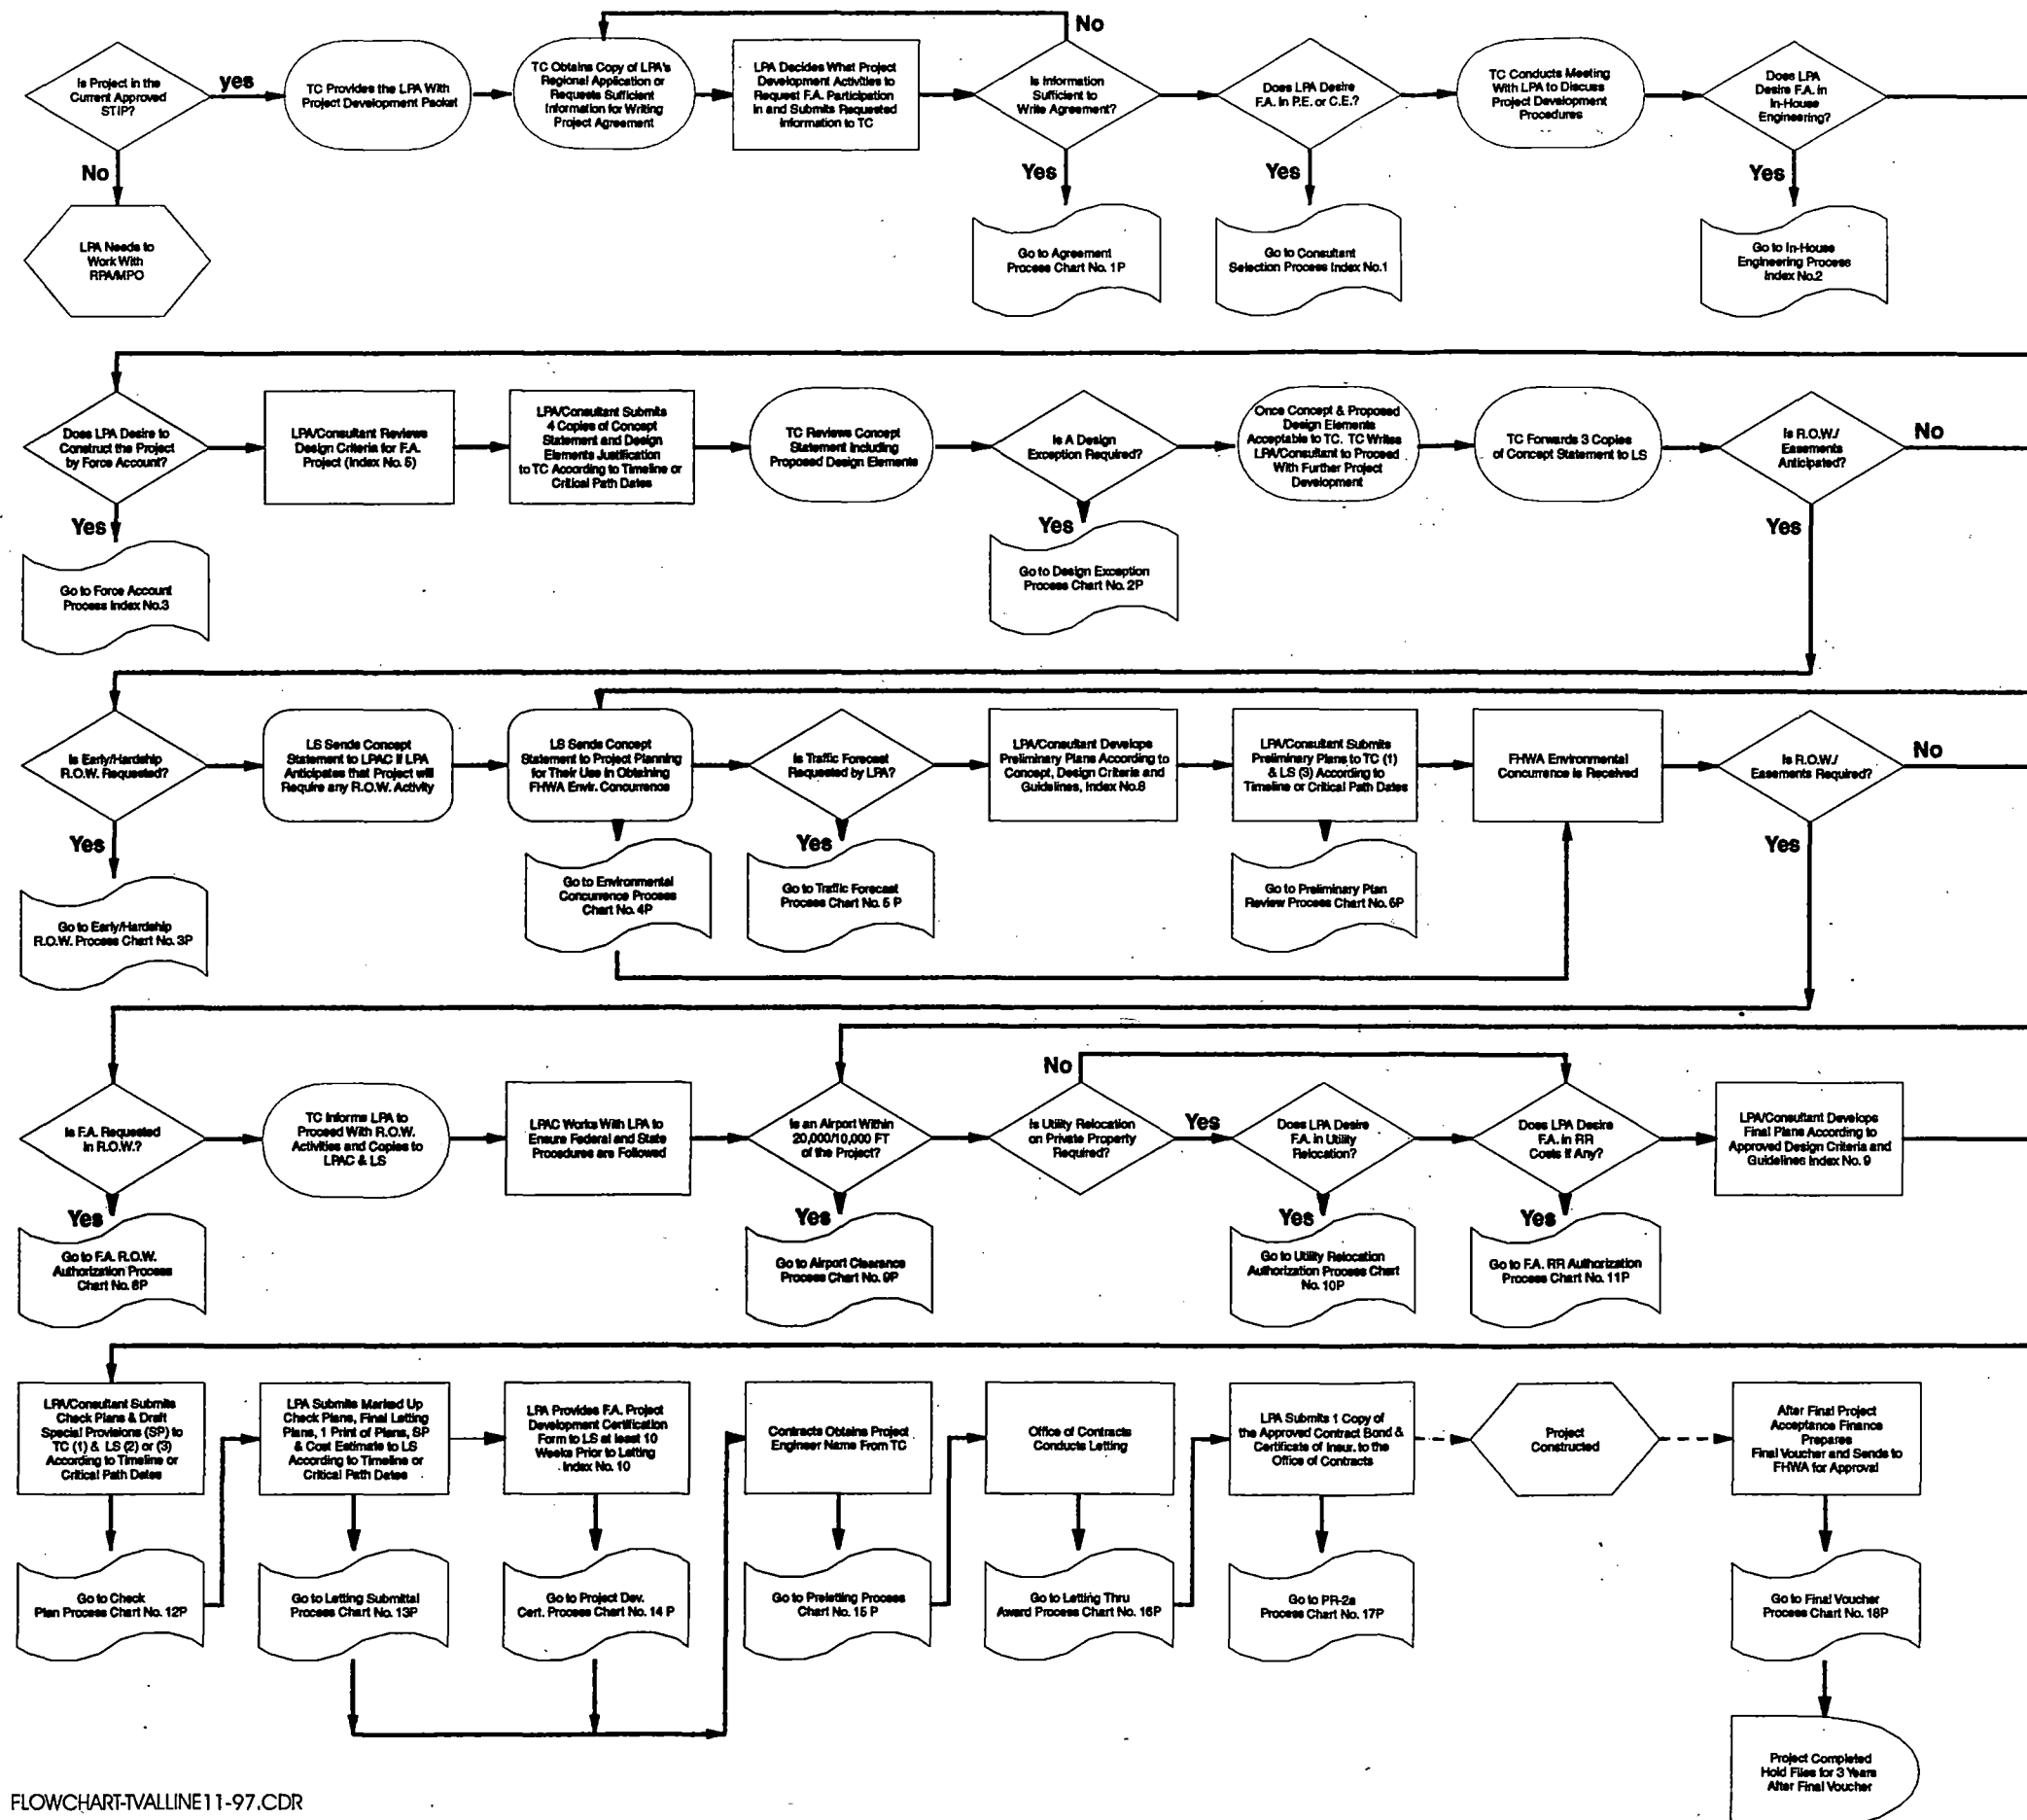 No
Is Project in the
Current Approved
STIP?
yes
TC Provides the LPA With
Project Development Packet
TC Obtains Copy of LPA's
Regional Application or
Requests Sufficient
Information for Writing
Project Agreement
LPA Decides What Project
Development Activities to
Request F.A. Participation
In and Submits Requested
Information to TC
Is Information
Sufficient to
Write Agreement?
Does LPA Desire
F.A. In P.E. or C.E.?
TC Conducts Meeting
With LPA to Discuss
Project Development
Procedures
Does LPA
Desire F.A. in
In-House
Engineering?
No
Yes
Yes
Yes
LPA Needs to
Work With
RPA/MPO
Go to Agreement
Process Chart No. 1P
Go to Consultant
Selection Process Index No.1
Go to In-House
Engineering Process
Index No.2
Does LPA Desire to
Construct the Project
by Force Account?
LPA/Consultant Reviews
Design Criteria for F.A.
Project (Index No. 5)
LPA/Consultant Submits
4 Copies of Concept
Statement and Design
Elements Justification
to TC According to Timeline or
Critical Path Dates
TC Reviews Concept
Statement Including
Proposed Design Elements
Is A Design
Exception Required?
Once Concept & Proposed
Design Elements
Acceptable to TC. TC Writes
LPA/Consultant to Proceed
With Further Project
Development
TC Forwards 3 Copies
of Concept Statement to LS
Is R.O.W./
Easements
Anticipated?
No
Yes
Yes
Yes
Go to Force Account
Process Index No.3
Go to Design Exception
Process Chart No. 2P
Is Early/Hardship
R.O.W. Requested?
LS Sends Concept
Statement to LPAC If LPA
Anticipates that Project will
Require any R.O.W. Activity
LS Sends Concept
Statement to Project Planning
for Their Use In Obtaining
FHWA Envir. Concurrence
Is Traffic Forecast
Requested by LPA?
LPA/Consultant Develops
Preliminary Plans According to
Concept, Design Criteria and
Guidelines, Index No.8
LPA/Consultant Submits
Preliminary Plans to TC (1)
& LS (3) According to
Timeline or Critical Path Dates
FHWA Environmental
Concurrence is Received
Is R.O.W./
Easements Required?
No
Yes
Yes
Yes
Go to Early/Hardship
R.O.W. Process Chart No. 3P
Go to Environmental
Concurrence Process
Chart No. 4P
Go to Traffic Forecast
Process Chart No. 5 P
Go to Preliminary Plan
Review Process Chart No. 6P
No
Is F.A. Requested
In R.O.W.?
TC Informs LPA to
Proceed With R.O.W.
Activities and Copies to
LPAC & LS
LPAC Works With LPA to
Ensure Federal and State
Procedures are Followed
Is an Airport Within
20,000/10,000 FT
of the Project?
Is Utility Relocation
on Private Property
Required?
Yes
Does LPA Desire
F.A. in Utility
Relocation?
Does LPA Desire
F.A. in RR
Costs If Any?
LPA/Consultant Develops
Final Plans According to
Approved Design Criteria and
Guidelines Index No. 9
Yes
Yes
Yes
Yes
Go to F.A. R.O.W.
Authorization Process
Chart No. 8P
Go to Airport Clearance
Process Chart No. 9P
Go to Utility Relocation
Authorization Process Chart
No. 10P
Go to F.A. RR Authorization
Process Chart No. 11P
LPA/Consultant Submits
Check Plans & Draft
Special Provisions (SP) to
TC (1) & LS (2) or (3)
According to Timeline or
Critical Path Dates
LPA Submits Marked Up
Check Plans, Final Letting
Plans, 1 Print of Plans, SP
& Cost Estimate to LS
According to Timeline or
Critical Path Dates
LPA Provides F.A. Project
Development Certification
Form to LS at least 10
Weeks Prior to Letting
Index No. 10
Contracts Obtains Project
Engineer Name From TC
Office of Contracts
Conducts Letting
LPA Submits 1 Copy of
the Approved Contract Bond &
Certificate of Insur. to the
Office of Contracts
Project
Constructed
After Final Project
Acceptance Finance
Prepares
Final Voucher and Sends to
FHWA for Approval
Go to Check
Plan Process Chart No. 12P
Go to Letting Submittal
Process Chart No. 13P
Go to Project Dev.
Cert. Process Chart No. 14 P
Go to Preletting Process
Chart No. 15 P
Go to Letting Thru
Award Process Chart No. 16P
Go to PR-2a
Process Chart No. 17P
Go to Final Voucher
Process Chart No. 18P
Project Completed
Hold Files for 3 Years
After Final Voucher
FLOWCHART-TVALLINE11-97.CDR